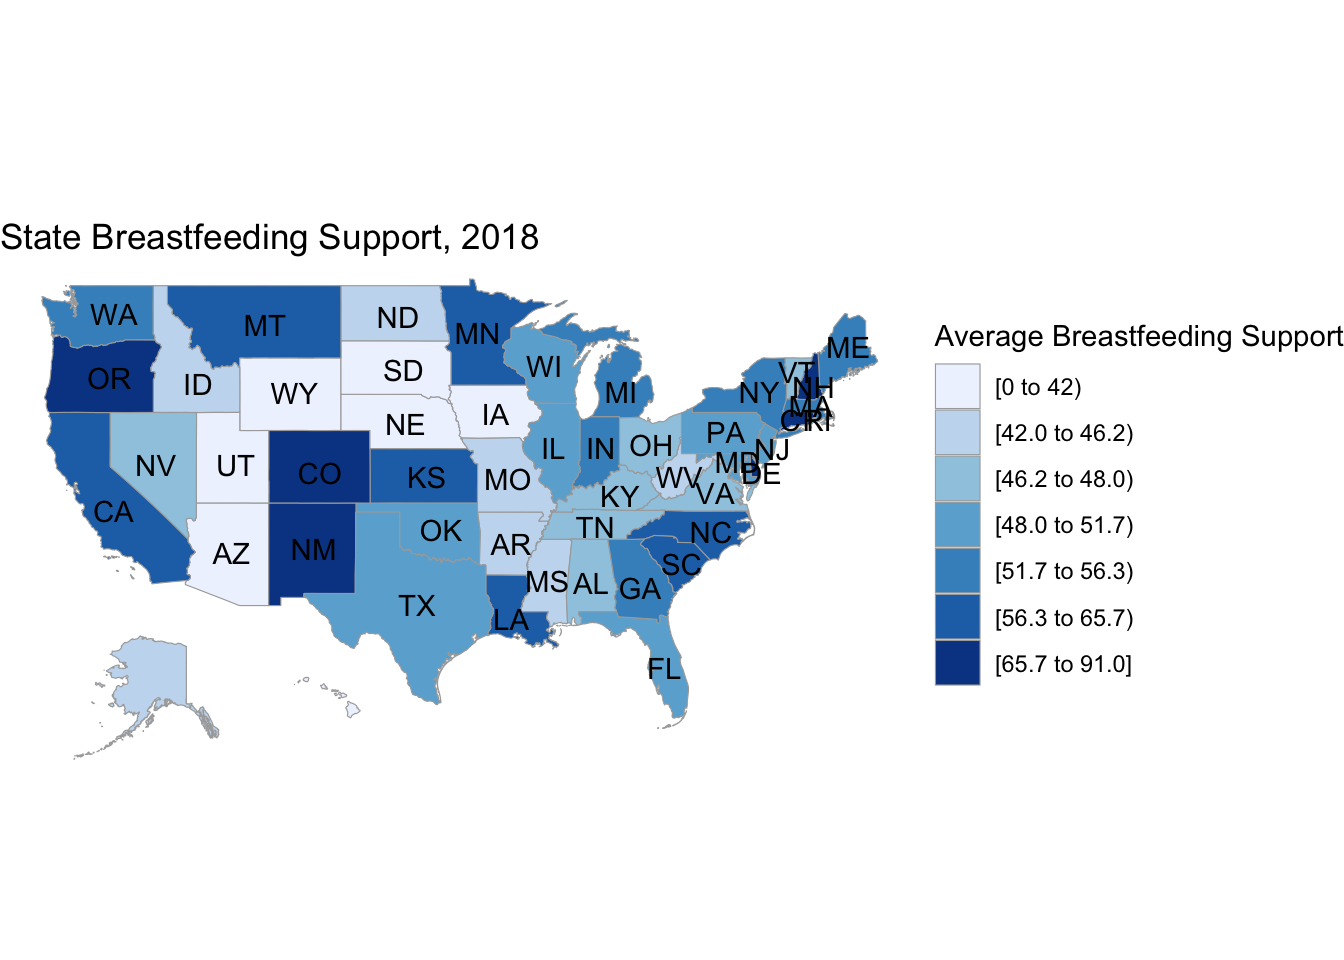 State Breastfeeding Support, 2018
WA
MT
ND
MN
ME
OR
ID
WY
SD
WI
MI
NY
VT
NH
MA
CT
RI
NE
IA
NV
UT
CO
KS
MO
IL
IN
OH
PA
NJ
MD
DE
WV
VA
KY
CA
AZ
NM
OK
AR
TN
NC
SC
TX
LA
MS
AL
GA
FL
Average Breastfeeding Support
[0 to 42)
[42.0 to 46.2)
[46.2 to 48.0)
[48.0 to 51.7)
[51.7 to 56.3)
[56.3 to 65.7)
[65.7 to 91.0]